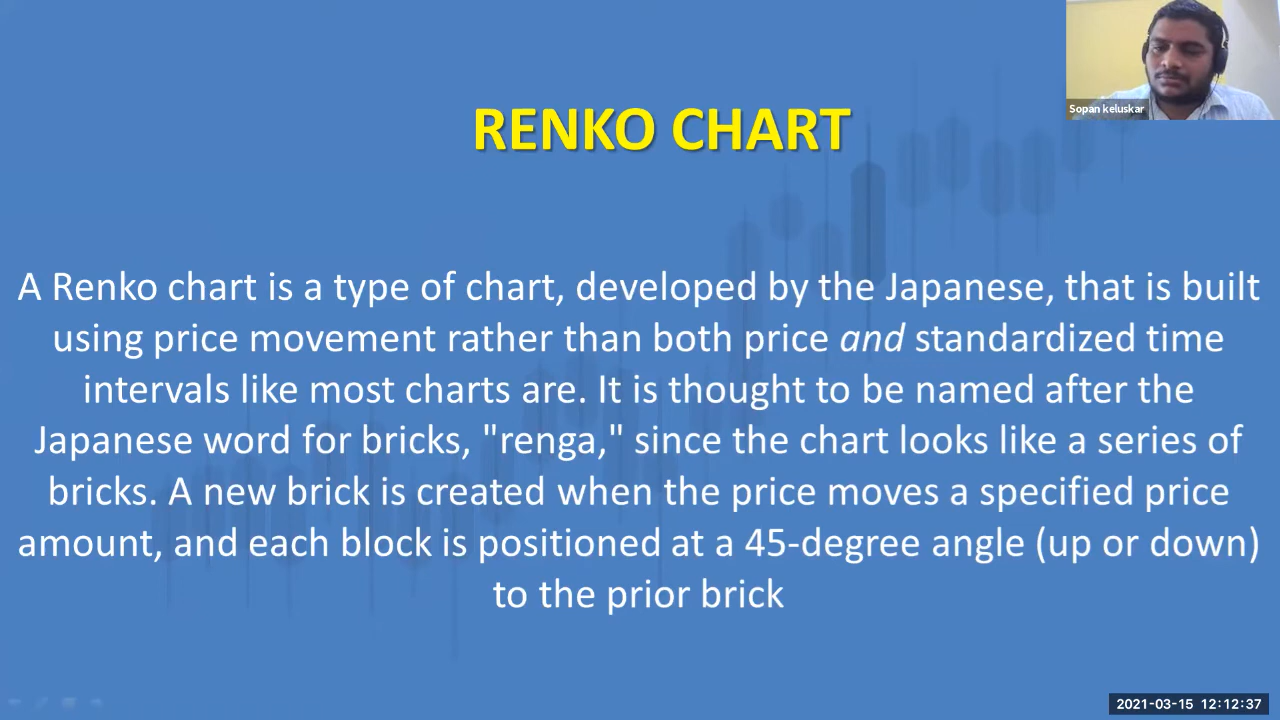 Sopan keluskar
RENKO CHART
A Renko chart is a type of chart, developed by the Japanese, that is built
using price movement rather than both price and standardized time
intervals like most charts are. It is thought to be named after the
Japanese word for bricks, "renga," since the chart looks like a series of
bricks. A new brick is created when the price moves a specified price
amount, and each block is positioned at a 45-degree angle (up or down)
to the prior brick
2021-03-15 12:12:37